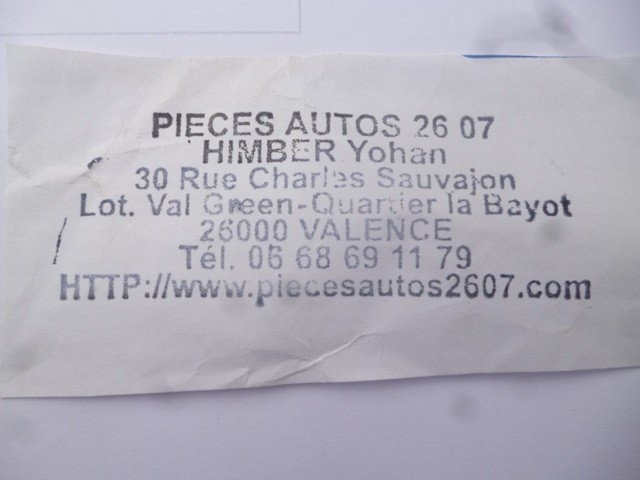 PIECES AUTOS 26 07
HIMBER Yohan
30 Rue Charles Sauvajon
Lot. Val Green-Quartier la Bayot
26000 VALENCE
Tél. 06 68 69 11 79
HTTP://www.piecesautos2607.com